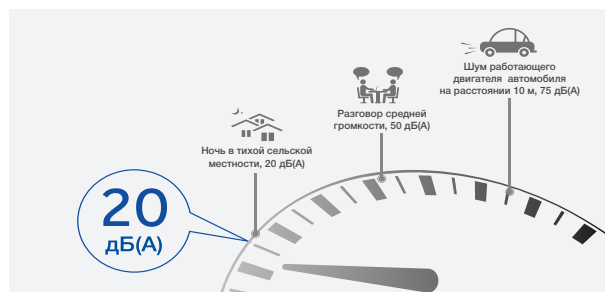 Шум работающего
двигателя автомобиля
на расстоянии 10 м, 75 дБ(А)
Разговор средней
громкости, 50 дБ(А)
Ночь в тихой сельской
местности, 20 дБ(А)
20
дБ(А)